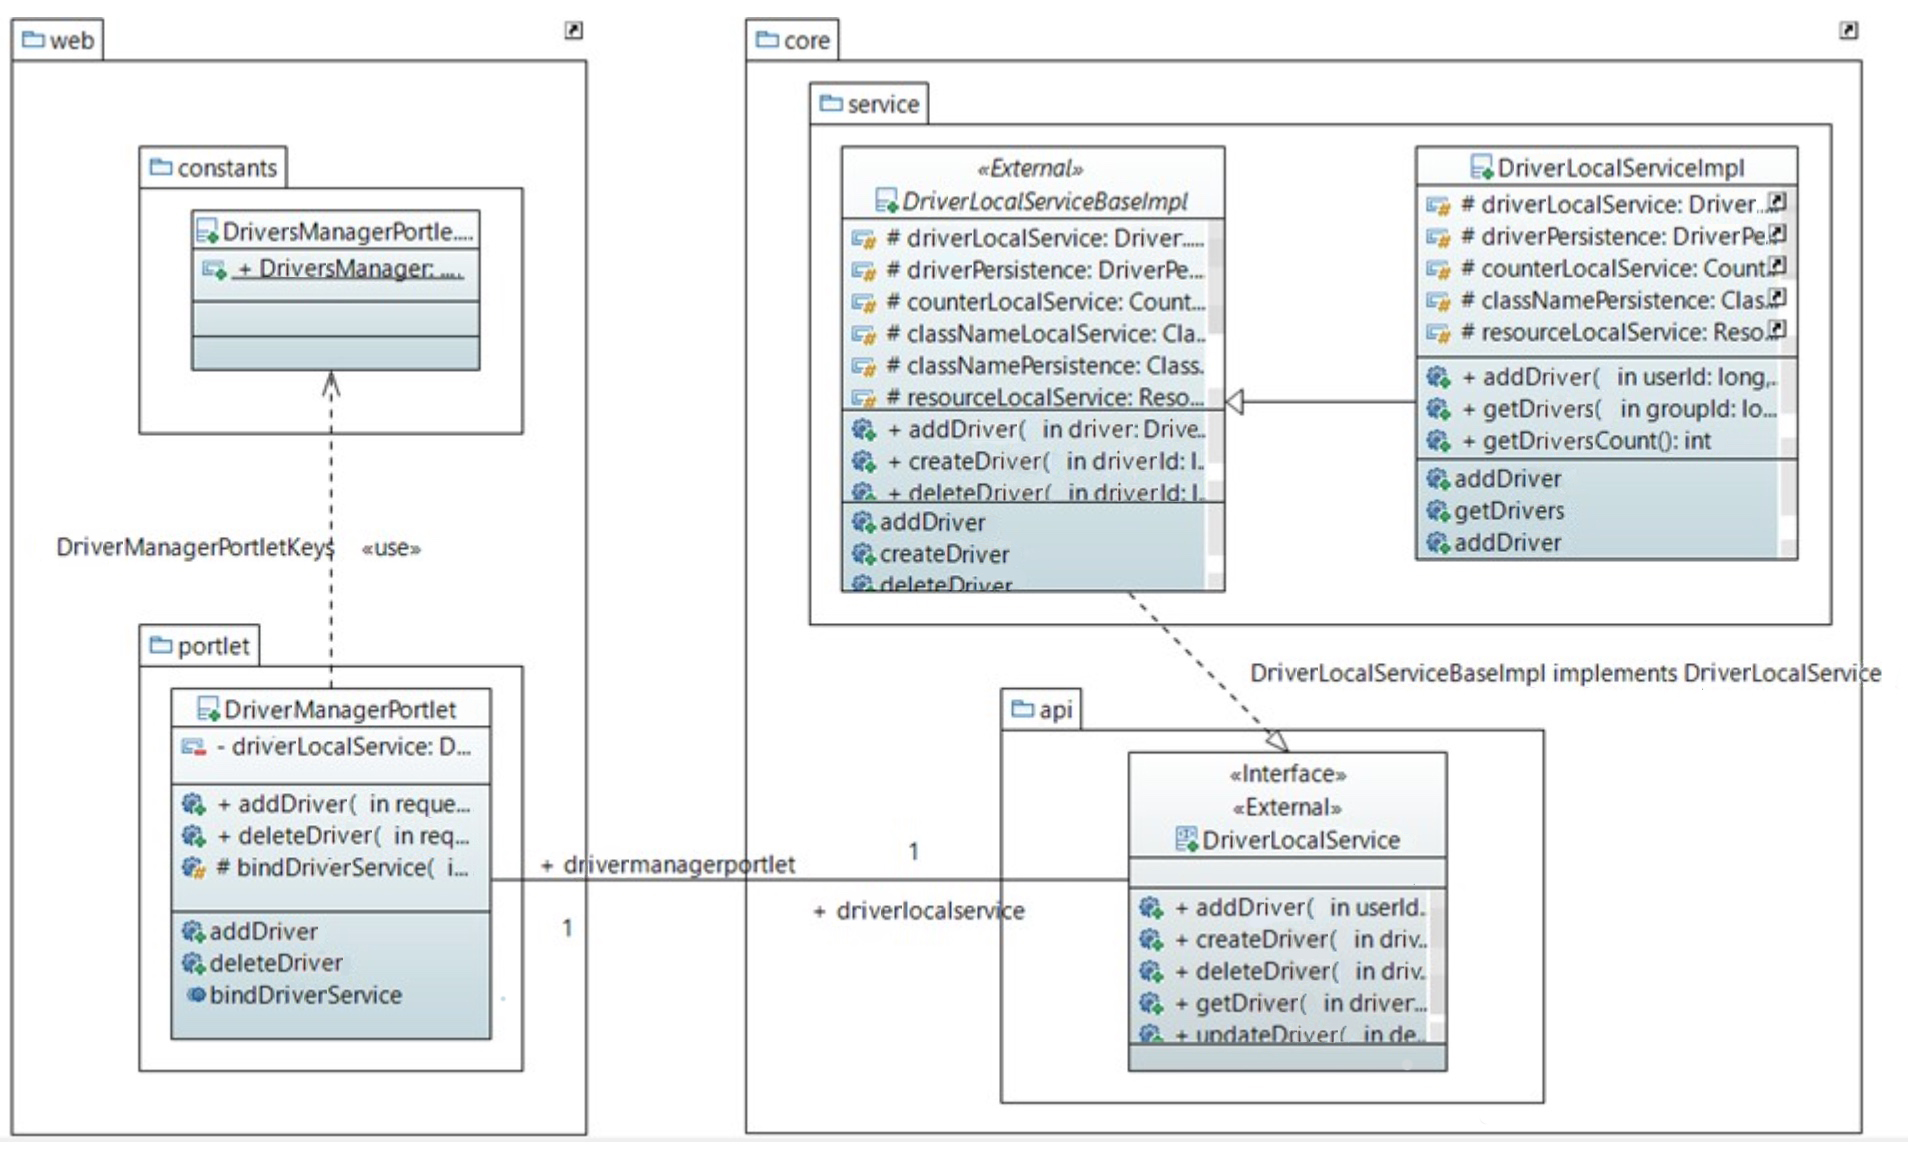 web
constants
DriversManagerPortle....
+ DriversManager: ....
DriverManagerPortletKeys «use»
portlet
DriverManagerPortlet
- driverLocalService: D...
+ addDriver( in reque...
+ deleteDriver( in req...
# bindDriverService( i...
addDriver
deleteDriver
bindDriverService
+ drivermanagerportlet
1
1
+ driverlocalservice
core
service
«External»
DriverLocalServiceBaseImpl
# driverLocalService: Driver.....
# driverPersistence: DriverPe...
# counterLocalService: Count...
# classNameLocalService: Cla...
# classNamePersistence: Class.
# resourceLocalService: Reso...
+ addDriver( in driver: Drive..
+ createDriver( in driverId: l.
+ deleteDriver( in driverId: l.
addDriver
createDriver
deleteDriver
DriverLocalServiceImpl
# driverLocalService: Driver....
# driverPersistence: DriverPe
# counterLocalService: Count
# classNamePersistence: Clas
# resourceLocalService: Reso
+ addDriver( in userId: long,.
+ getDrivers( in groupId: lo...
+ getDriversCount(): int
addDriver
getDrivers
addDriver
DriverLocalServiceBaseImpl implements DriverLocalService
api
«Interface»
«External»
DriverLocalService
+ addDriver( in userId.
+ createDriver( in driv..
+ deleteDriver( in driv.
+ getDriver( in driver...
+ updateDriver( in de..